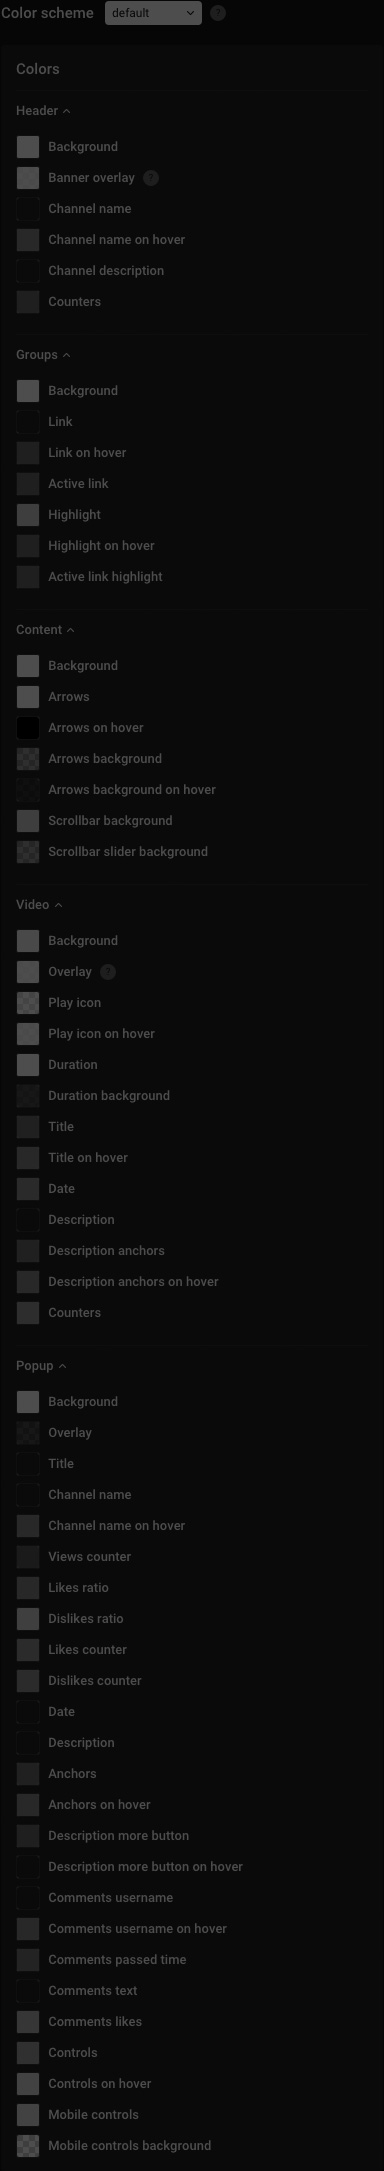 Color scheme default ?
Colors
Header
Background
Banner overlay ?
Channel name
Channel name on hover
Channel description
Counters
Groups
Background
Link
Link on hover
Active link
Highlight
Highlight on hover
Active link highlight
Content
Background
Arrows
Arrows on hover
Arrows background
Arrows background on hover
Scrollbar background
Scrollbar slider background
Video
Background
Overlay ?
Play icon
Play icon on hover
Duration
Duration background
Title
Title on hover
Date
Description
Description anchors
Description anchors on hover
Counters
Popup
Background
Overlay
Title
Channel name
Channel name on hover
Views counter
Likes ratio
Dislikes ratio
Likes counter
Dislikes counter
Date
Description
Anchors
Anchors on hover
Description more button
Description more button on hover
Comments username
Comments username on hover
Comments passed time
Comments text
Comments likes
Controls
Controls on hover
Mobile controls
Mobile controls background